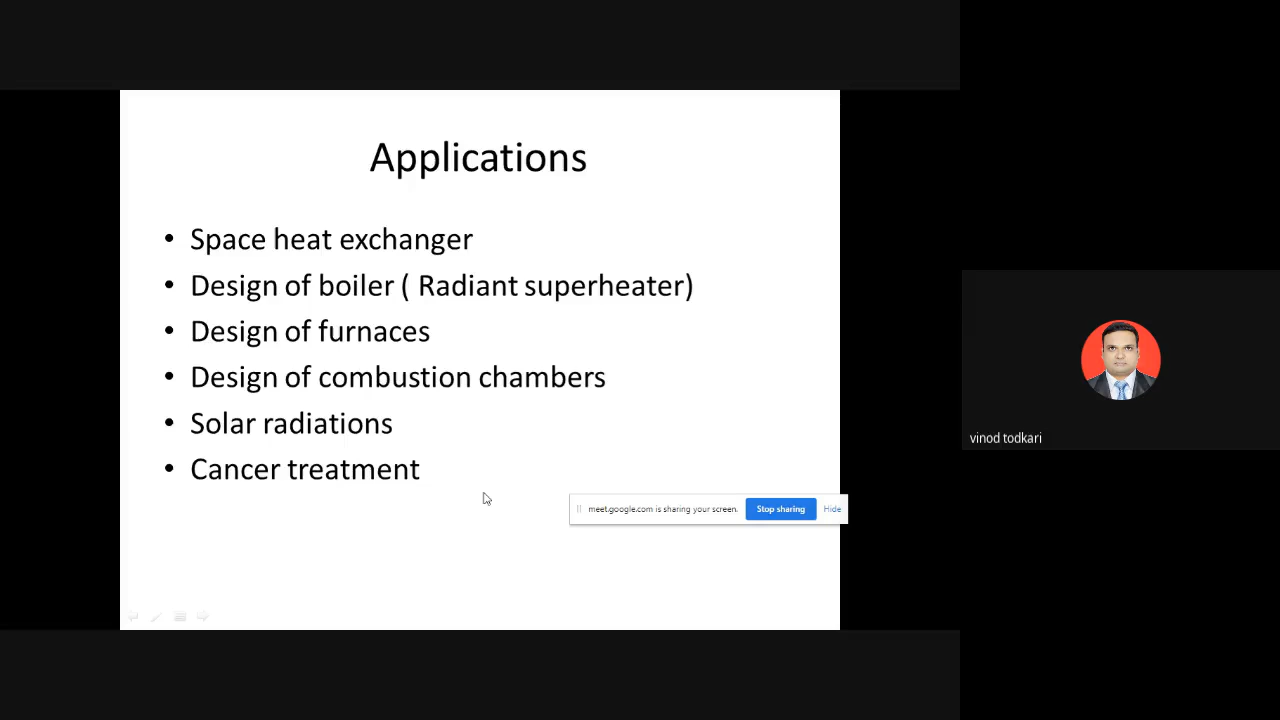 Applications
• Space heat exchanger
• Design of boiler ( Radiant superheater)
• Design of furnaces
• Design of combustion chambers
• Solar radiations
• Cancer treatment
meet.google.com is sharing your screen. Stop sharing Hide
vinod todkari